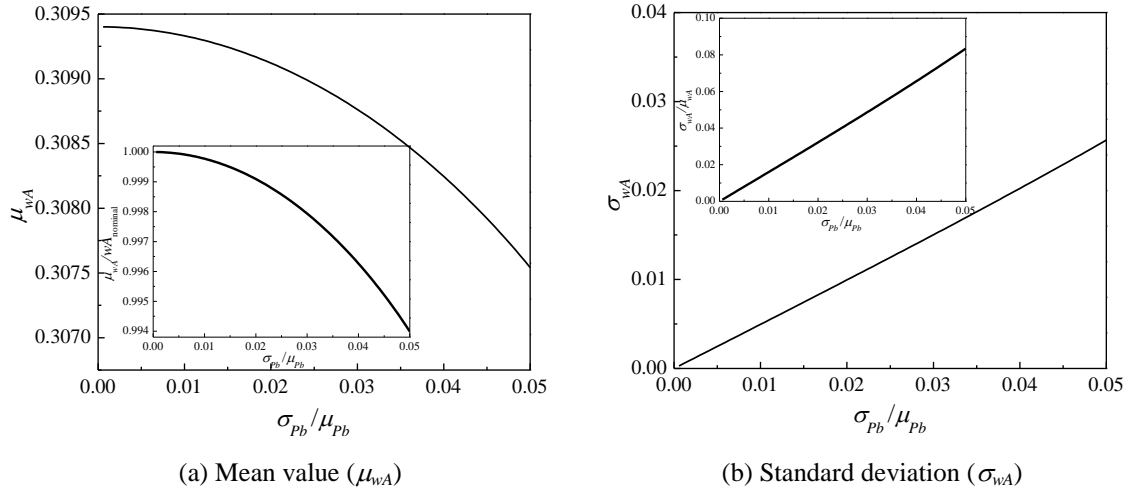 0.3095
0.3090
0.3085
0.3080
0.3075
0.3070
μwA
0.00 0.01 0.02 0.03 0.04 0.05
σPb/μPb
1.000
0.999
0.998
0.997
0.996
0.995
0.994
μwA/wAnominal
0.00 0.01 0.02 0.03 0.04 0.05
σPb/μPb
(a) Mean value (μwA)
0.04
0.03
0.02
0.01
0.00
σwA
0.00 0.01 0.02 0.03 0.04 0.05
σPb/μPb
0.10
0.08
0.06
0.04
0.02
0.00
σwA/μwA
0.00 0.01 0.02 0.03 0.04 0.05
σPb/μPb
(b) Standard deviation (σwA)